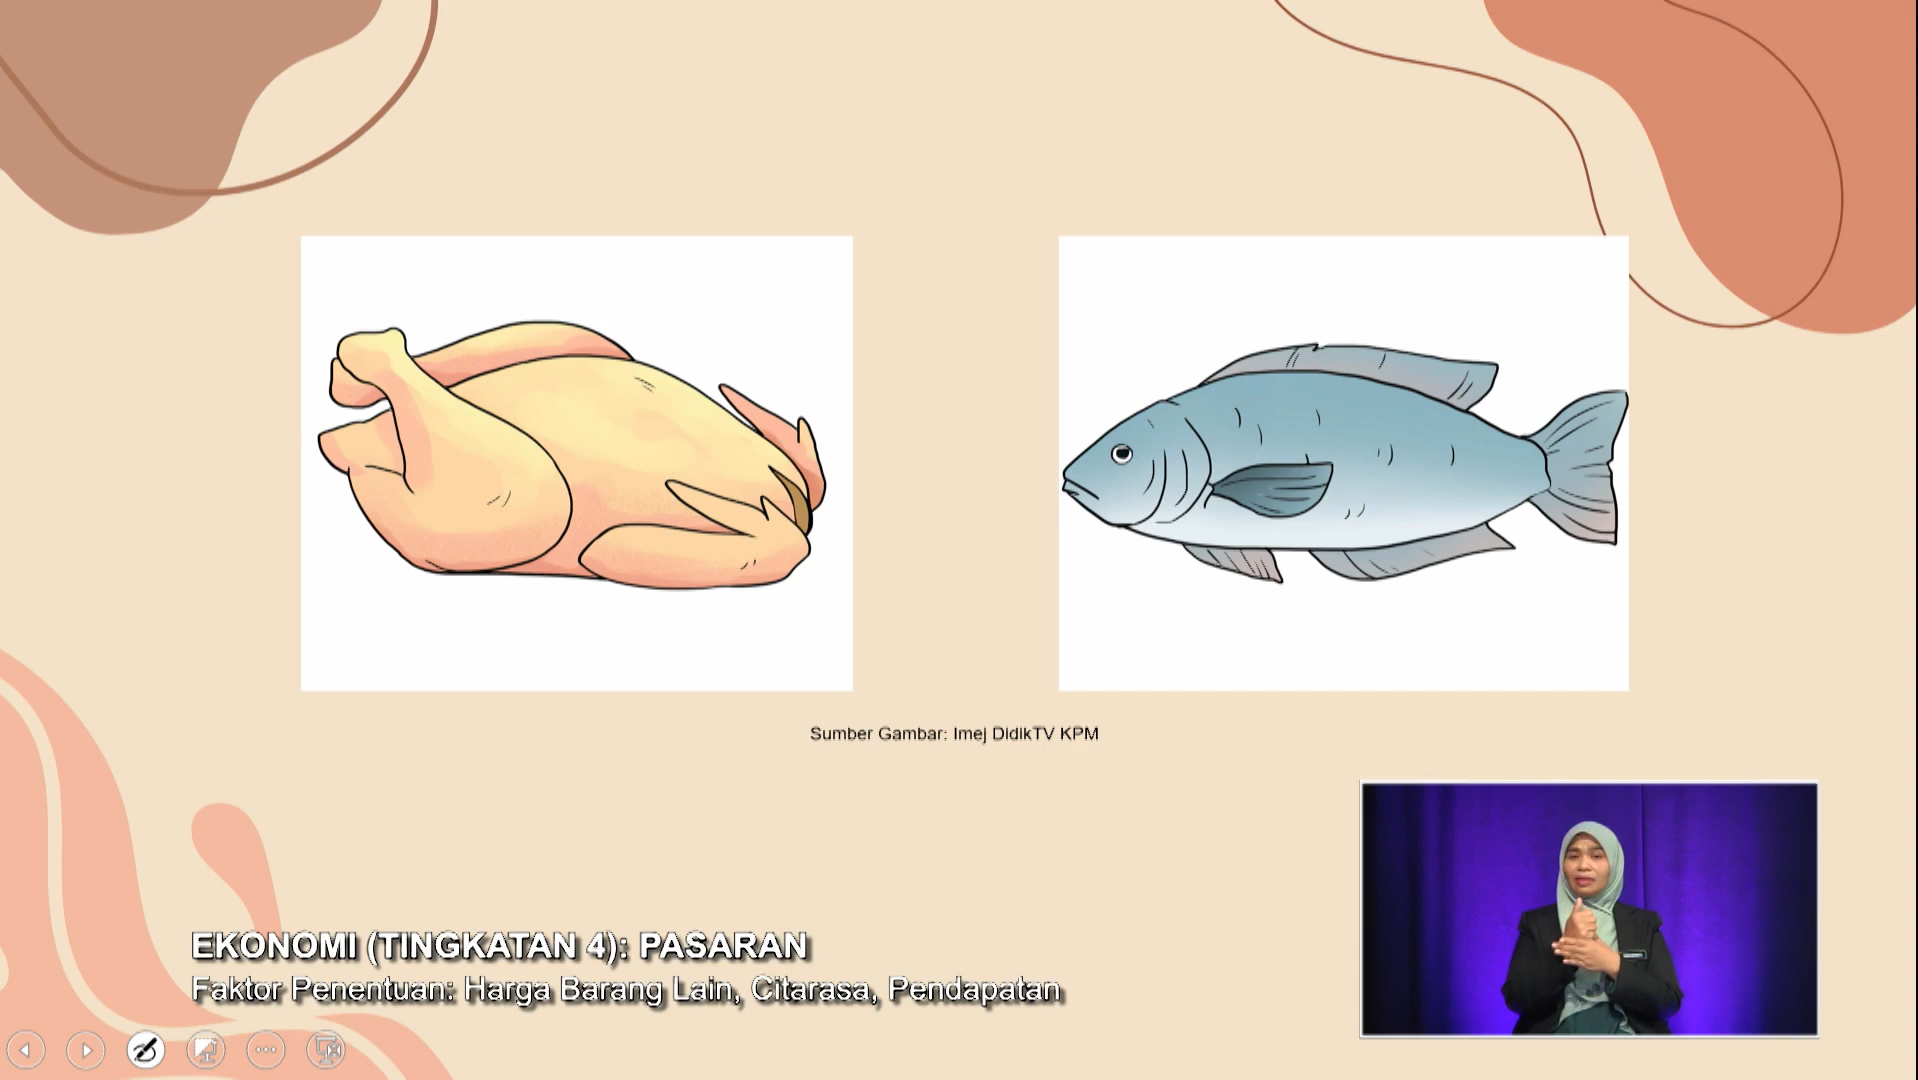 Sumber Gambar: Imej DidikTV KPM
EKONOMI (TINGKATAN 4): PASARAN
Faktor Penentuan: Harga Barang Lain, Citarasa, Pendapatan